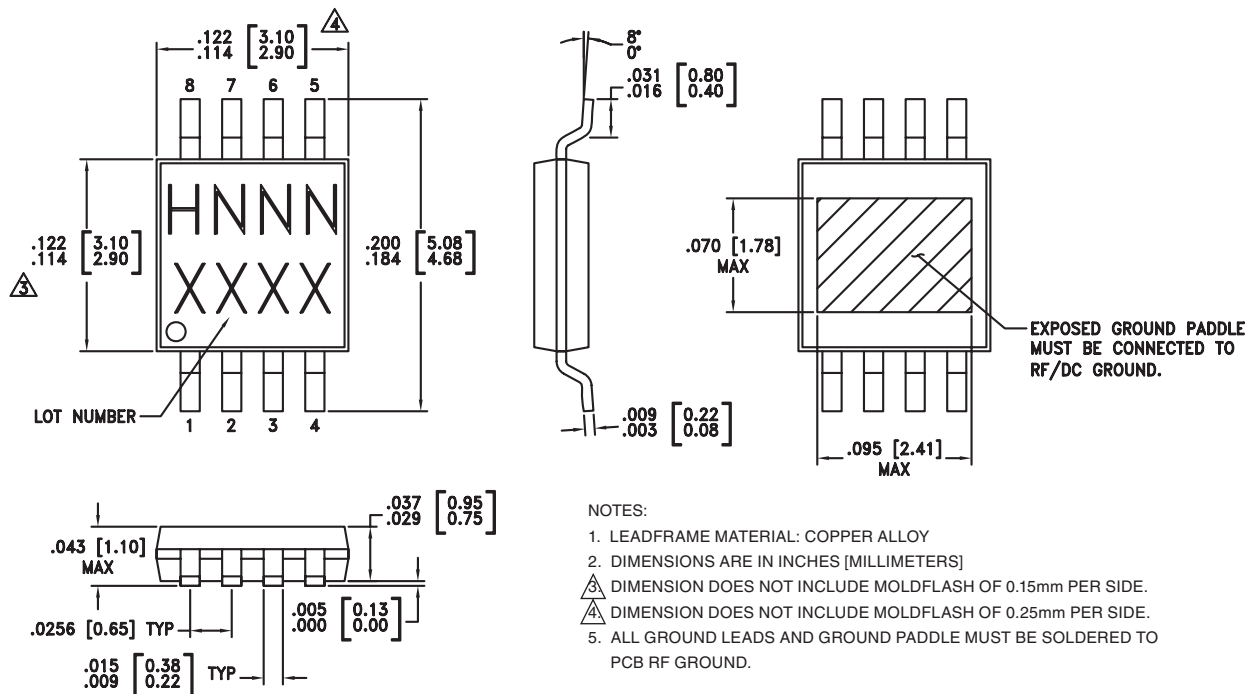 .122 [3.10]
.114 [2.90]
4
8 7 6 5
HNNN
XXXX
.122 [3.10]
.114 [2.90]
3
.200 [5.08]
.184 [4.68]
LOT NUMBER
1 2 3 4
8°
0°
.031 [0.80]
.016 [0.40]
.009 [0.22]
.003 [0.08]
.070 [1.78]
MAX
EXPOSED GROUND PADDLE
MUST BE CONNECTED TO
RF/DC GROUND.
.095 [2.41]
MAX
.037 [0.95]
.029 [0.75]
.043 [1.10]
MAX
.005 [0.13]
.000 [0.00]
.0256 [0.65] TYP
.015 [0.38]
.009 [0.22] TYP
NOTES:
1. LEADFRAME MATERIAL: COPPER ALLOY
2. DIMENSIONS ARE IN INCHES [MILLIMETERS]
3. DIMENSION DOES NOT INCLUDE MOLDFLASH OF 0.15mm PER SIDE.
4. DIMENSION DOES NOT INCLUDE MOLDFLASH OF 0.25mm PER SIDE.
5. ALL GROUND LEADS AND GROUND PADDLE MUST BE SOLDERED TO
PCB RF GROUND.